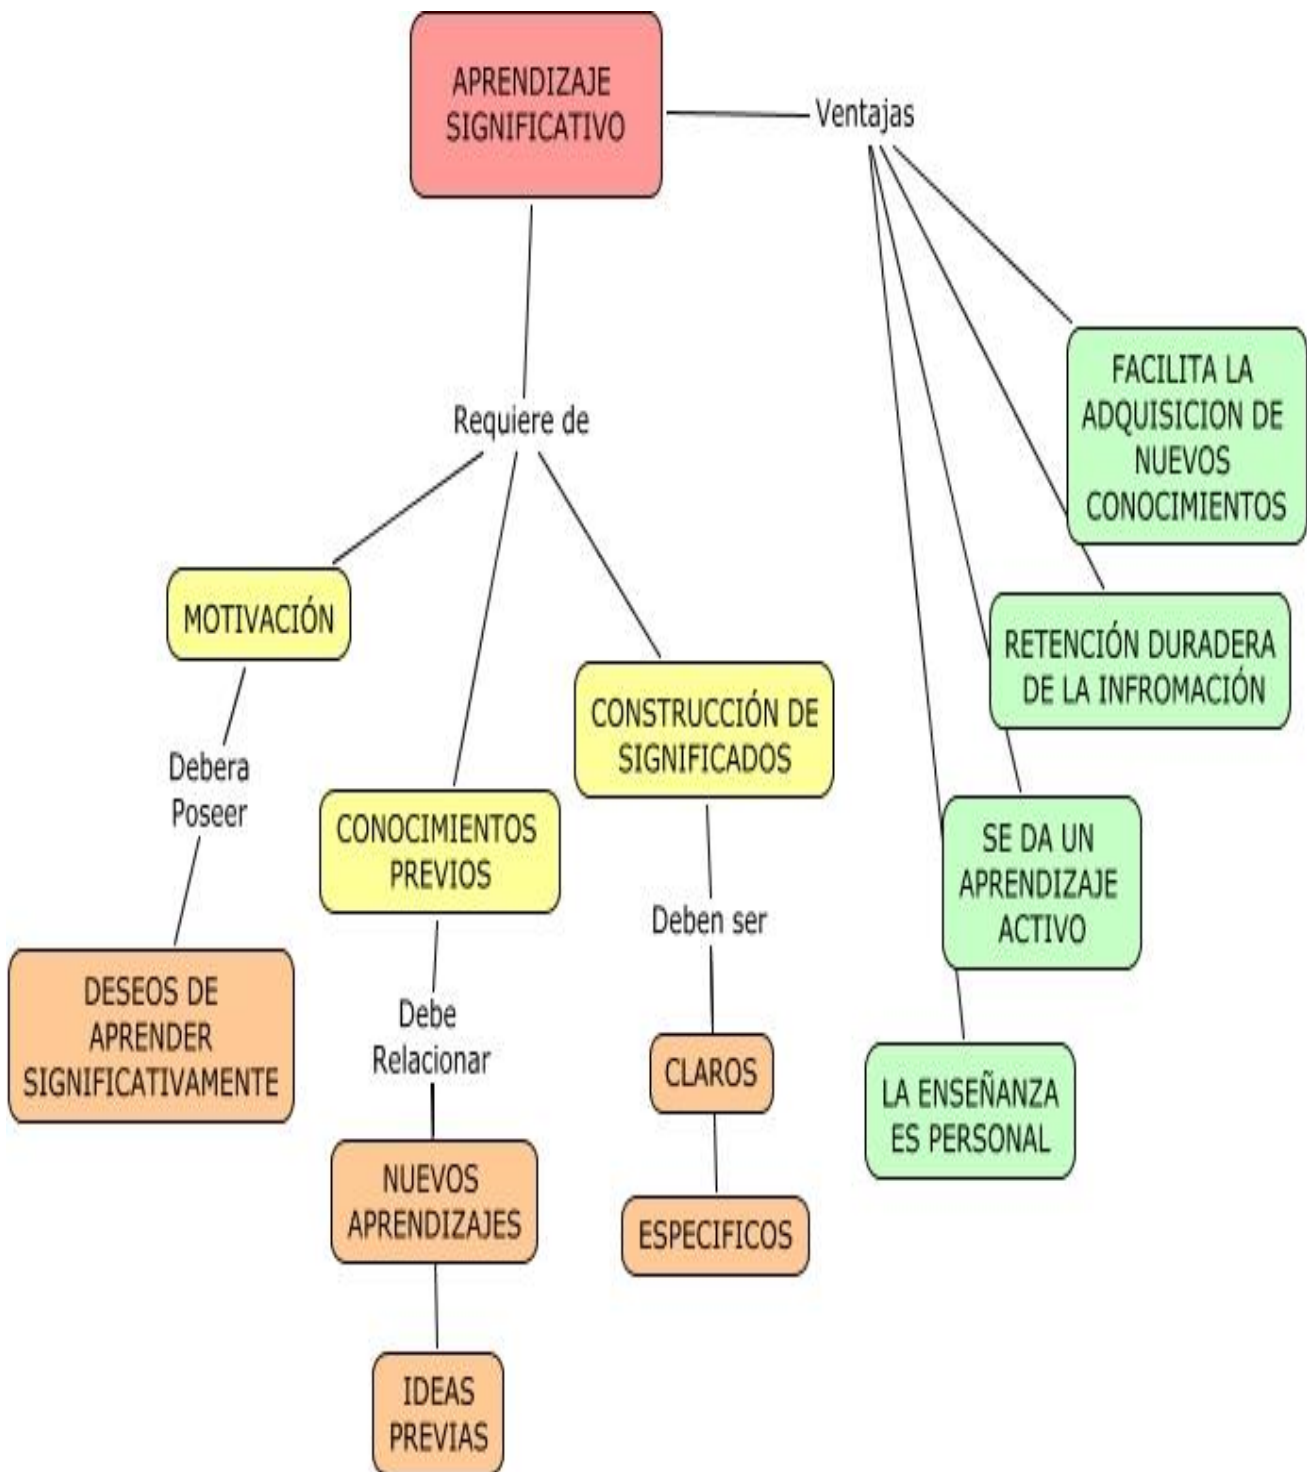 APRENDIZAJE
SIGNIFICATIVO
Ventajas
Requiere de
MOTIVACIÓN
Debera
Poseer
DESEOS DE
APRENDER
SIGNIFICATIVAMENTE
CONOCIMIENTOS
PREVIOS
Debe
Relacionar
NUEVOS
APRENDIZAJES
IDEAS
PREVIAS
CONSTRUCCIÓN DE
SIGNIFICADOS
Deben ser
CLAROS
ESPECIFICOS
FACILITA LA
ADQUISICION DE
NUEVOS
CONOCIMIENTOS
RETENCIÓN DURADERA
DE LA INFROMACIÓN
SE DA UN
APRENDIZAJE
ACTIVO
LA ENSEÑANZA
ES PERSONAL